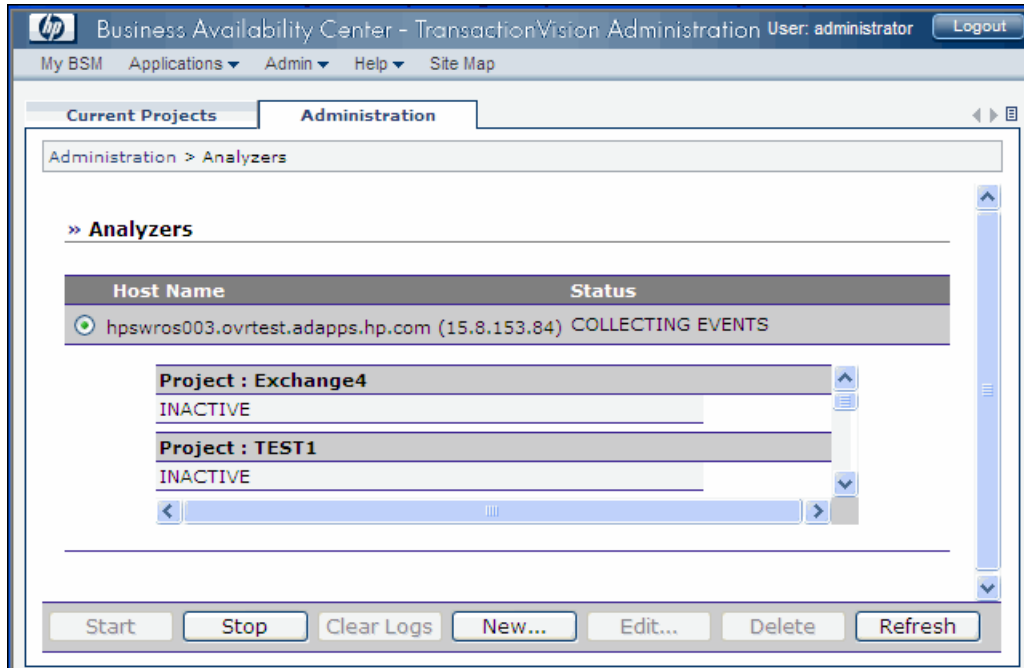 hp Business Availability Center - TransactionVision Administration User: administrator Logout
My BSM Applications Admin Help Site Map
Current Projects Administration
Administration > Analyzers
» Analyzers
Host Name Status
hpswros003.ovrtest.adapps.hp.com (15.8.153.84) COLLECTING EVENTS
Project : Exchange4
INACTIVE
Project : TEST1
INACTIVE
Start Stop Clear Logs New... Edit... Delete Refresh